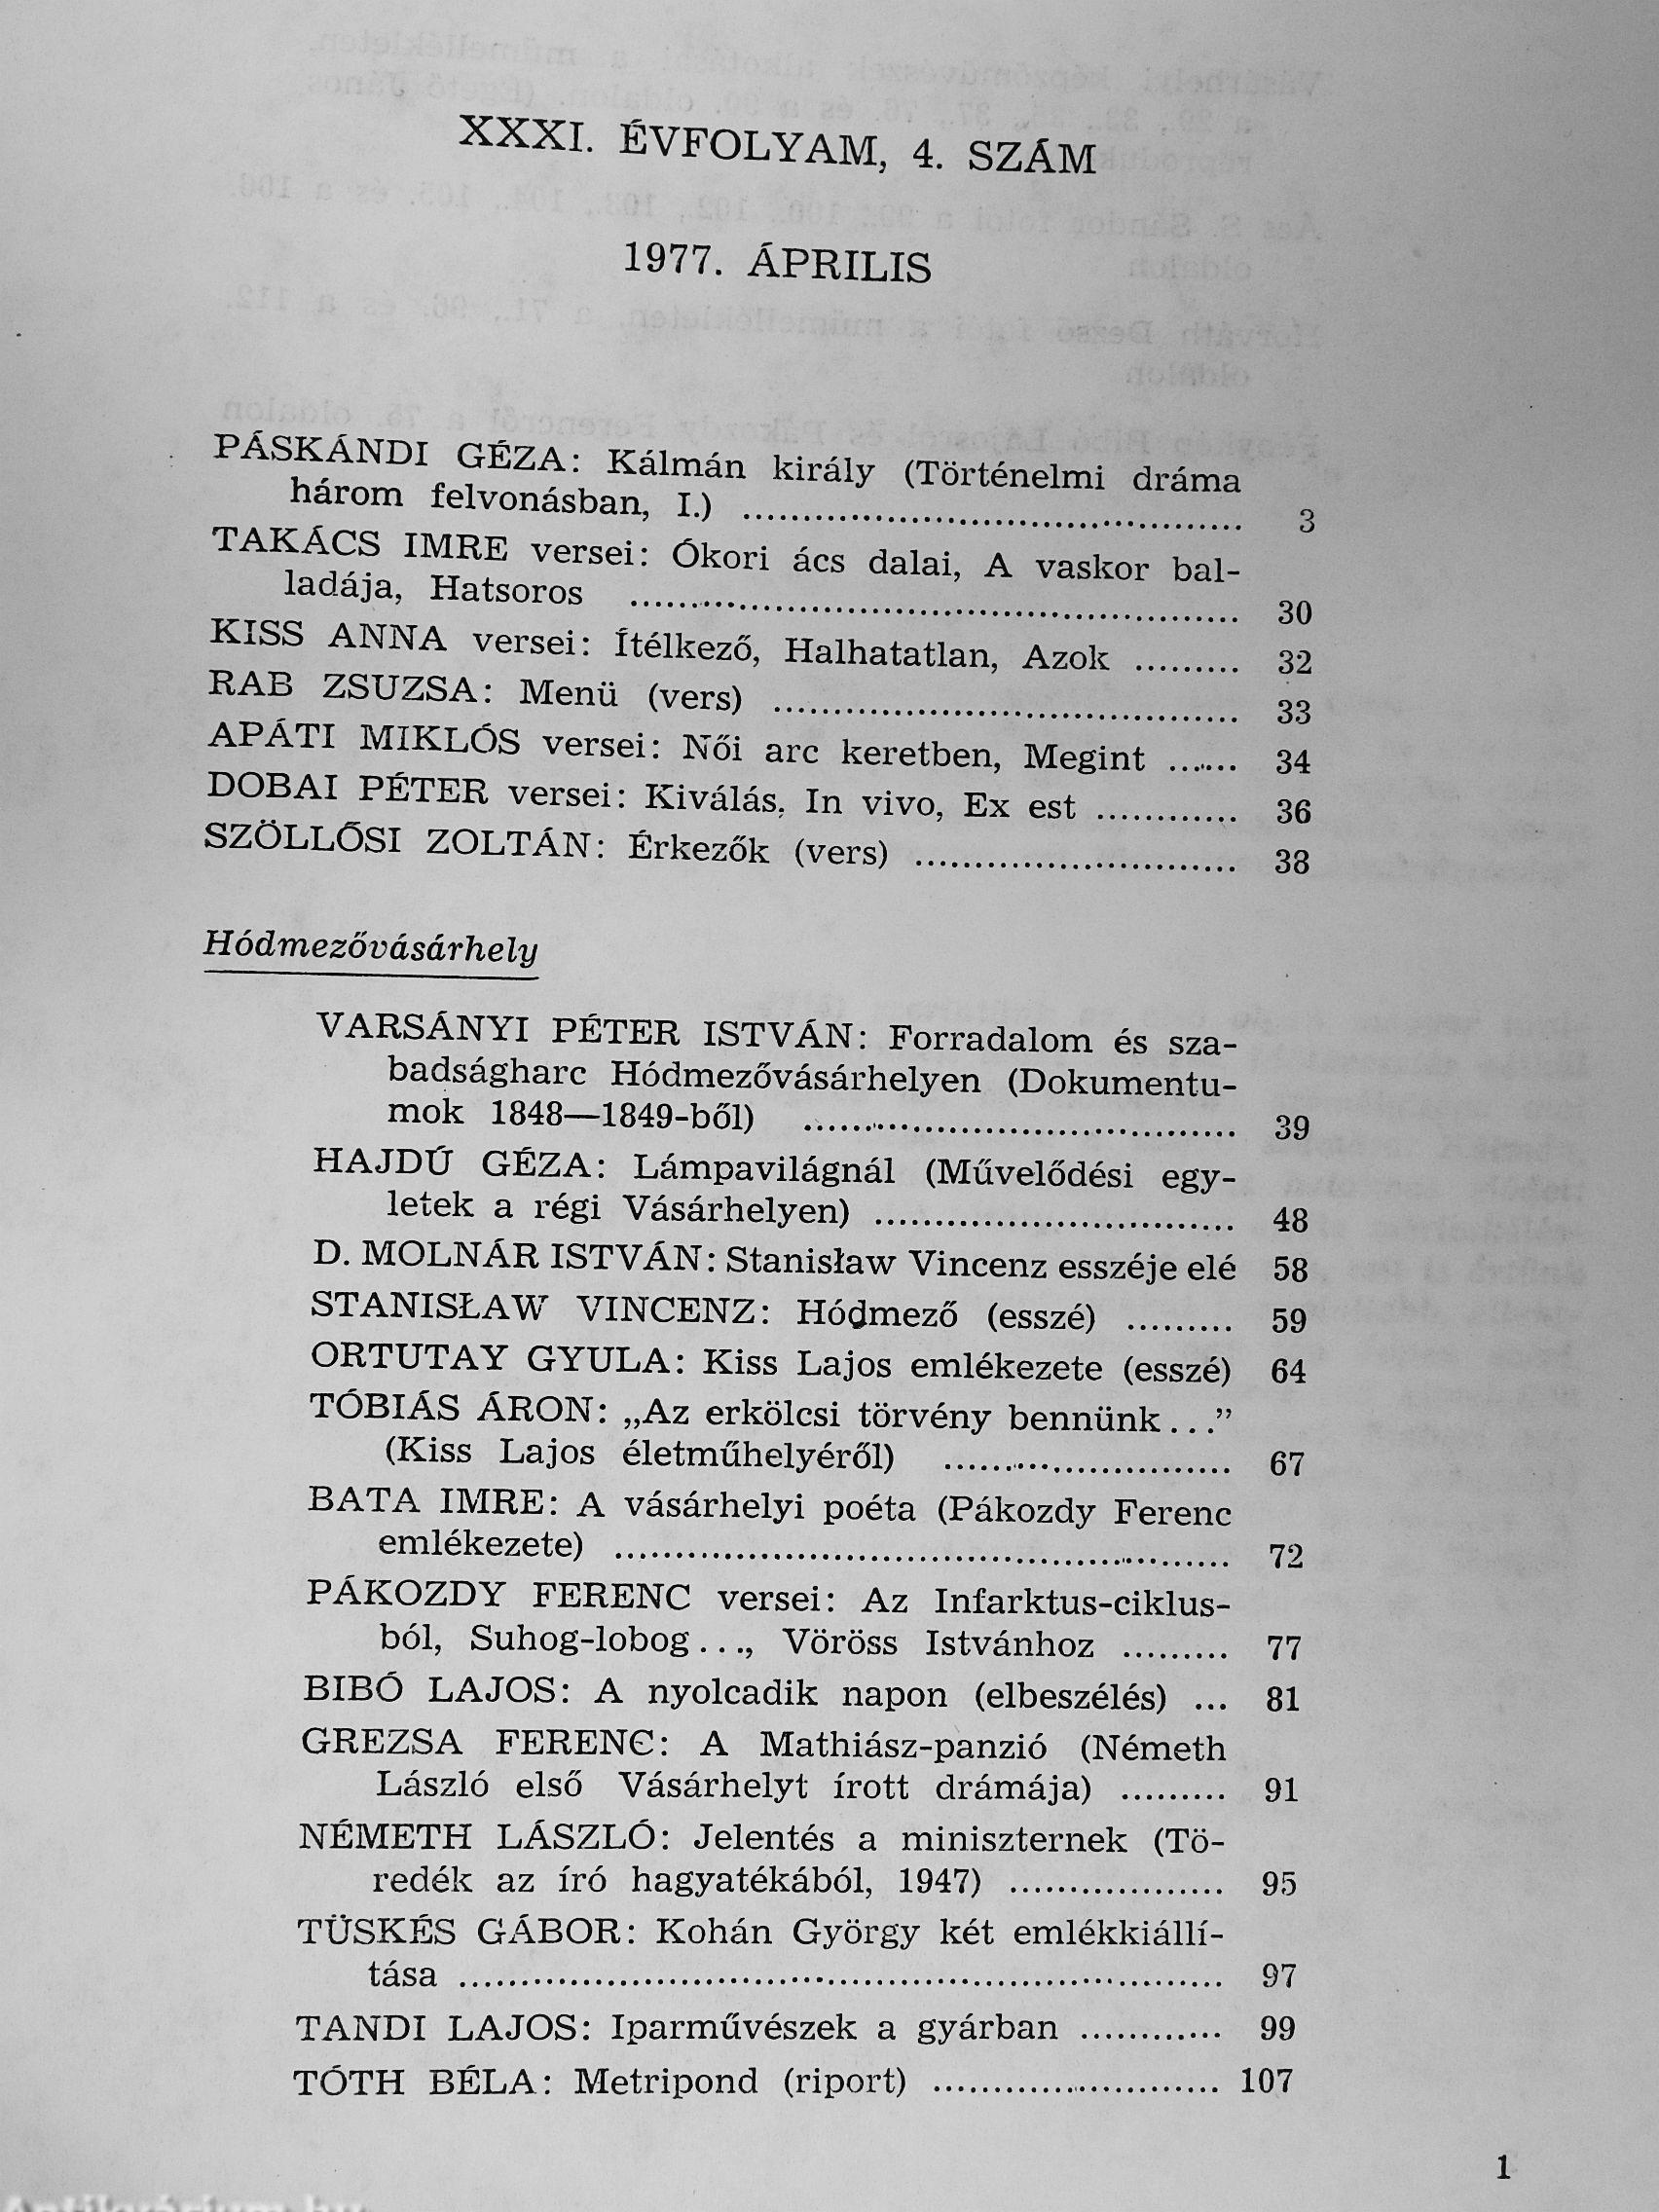 XXXI. ÉVFOLYAM, 4. SZÁM
1977. ÁPRILIS
PÁSKÁNDI GÉZA: Kálmán király (Történelmi dráma
három felvonásban, I.) ........ 3
TAKÁCS IMRE versei: Ókori ács dalai, A vaskor bal-
ladája, Hatsoros ........ 30
KISS ANNA versei: Ítélkező, Halhatatlan, Azok ........ 32
RAB ZSUZSA: Menü (vers) ........ 33
APÁTI MIKLÓS versei: Női arc keretben, Megint ...... 34
DOBAI PÉTER versei: Kiválás, In vivo, Ex est ........ 36
SZÖLLŐSI ZOLTÁN: Érkezők (vers) ........ 38
Hódmezővásárhely
VARSÁNYI PÉTER ISTVÁN: Forradalom és sza-
badságharc Hódmezővásárhelyen (Dokumentu-
mok 1848—1849-ből) ........ 39
HAJDÚ GÉZA: Lámpavilágnál (Művelődési egy-
letek a régi Vásárhelyen) ........ 48
D. MOLNÁR ISTVÁN: Stanisław Vincenz esszéje elé 58
STANISŁAW VINCENZ: Hódmező (esszé) ......... 59
ORTUTAY GYULA: Kiss Lajos emlékezete (esszé) 64
TÓBIÁS ÁRON: „Az erkölcsi törvény bennünk..."
(Kiss Lajos életműhelyéről) ........ 67
BATA IMRE: A vásárhelyi poéta (Pákozdy Ferenc
emlékezete) ........ 72
PÁKOZDY FERENC versei: Az Infarktus-ciklus-
ból, Suhog-lobog..., Vöröss Istvánhoz ......... 77
BIBÓ LAJOS: A nyolcadik napon (elbeszélés) ... 81
GREZSA FERENC: A Mathiász-panzió (Németh
László első Vásárhelyt írott drámája) ......... 91
NÉMETH LÁSZLÓ: Jelentés a miniszternek (Tö-
redék az író hagyatékából, 1947) ........ 95
TÜSKÉS GÁBOR: Kohán György két emlékkiállí-
tása ........ 97
TANDI LAJOS: Iparművészek a gyárban ............ 99
TÓTH BÉLA: Metripond (riport) ........ 107
1